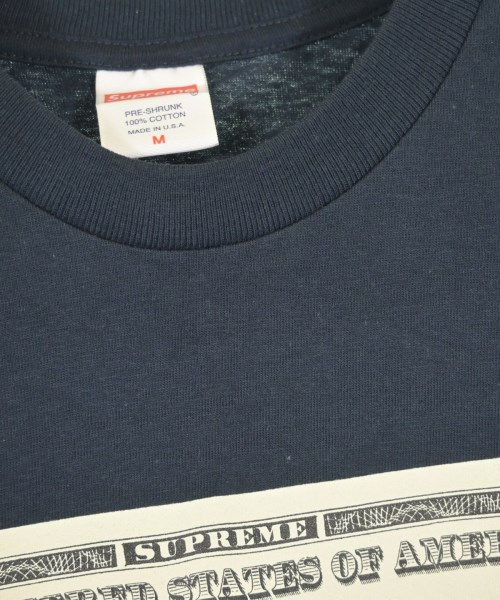 Supreme
PRE-SHRUNK
100% COTTON
MADE IN U.S.A.
M
SUPREME
STATES OF